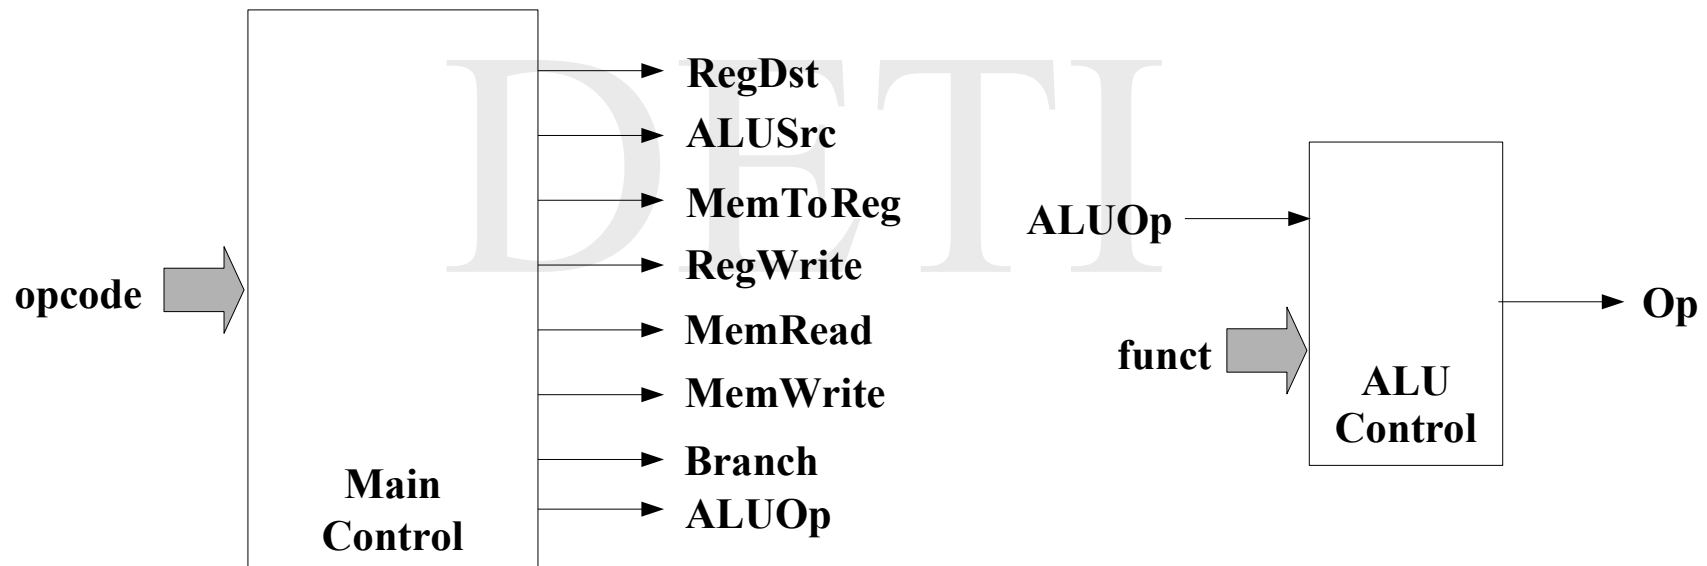 DETI
RegDst
ALUSrc
MemToReg
RegWrite
MemRead
MemWrite
Branch
ALUOp
opcode
Main
Control
ALUOp
funct
ALU
Control
Op